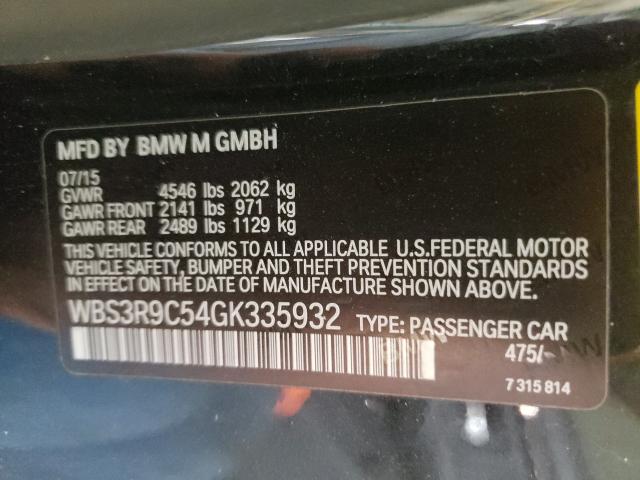 MFD BY BMW M GMBH
07/15
GVWR 4546 lbs 2062 kg
GAWR FRONT 2141 lbs 971 kg
GAWR REAR 2489 lbs 1129 kg
THIS VEHICLE CONFORMS TO ALL APPLICABLE U.S.FEDERAL MOTOR
VEHICLE SAFETY, BUMPER AND THEFT PREVENTION STANDARDS
IN EFFECT ON THE DATE OF MANUFACTURE SHOWN ABOVE.
WBS3R9C54GK335932 TYPE: PASSENGER CAR
475/-
7 315 814